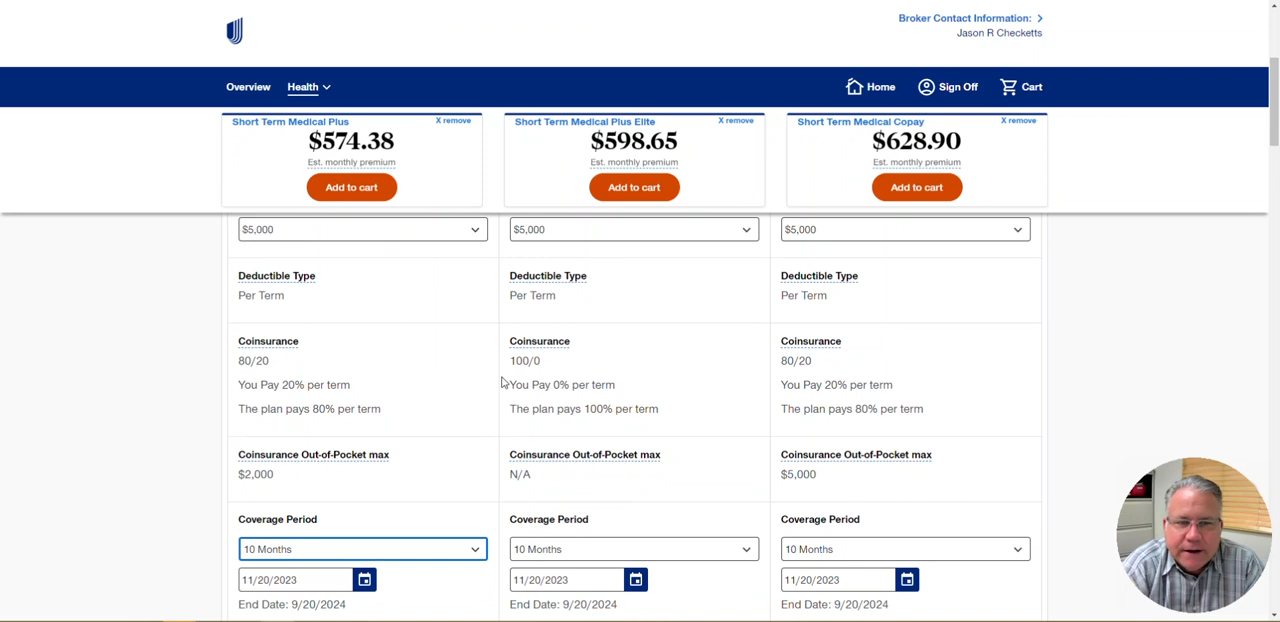 Broker Contact Information:
Jason R Checketts
Overview
Health
Home
Sign Off
Cart
Short Term Medical Plus
X remove
$574.38
Est. monthly premium
Add to cart
Short Term Medical Plus Elite
X remove
$598.65
Est. monthly premium
Add to cart
Short Term Medical Copay
X remove
$628.90
Est. monthly premium
Add to cart
$5,000
$5,000
$5,000
Deductible Type
Per Term
Deductible Type
Per Term
Deductible Type
Per Term
Coinsurance
80/20
You Pay 20% per term
The plan pays 80% per term
Coinsurance
100/0
You Pay 0% per term
The plan pays 100% per term
Coinsurance
80/20
You Pay 20% per term
The plan pays 80% per term
Coinsurance Out-of-Pocket max
$2,000
Coinsurance Out-of-Pocket max
N/A
Coinsurance Out-of-Pocket max
$5,000
Coverage Period
10 Months
11/20/2023
End Date: 9/20/2024
Coverage Period
10 Months
11/20/2023
End Date: 9/20/2024
Coverage Period
10 Months
11/20/2023
End Date: 9/20/2024